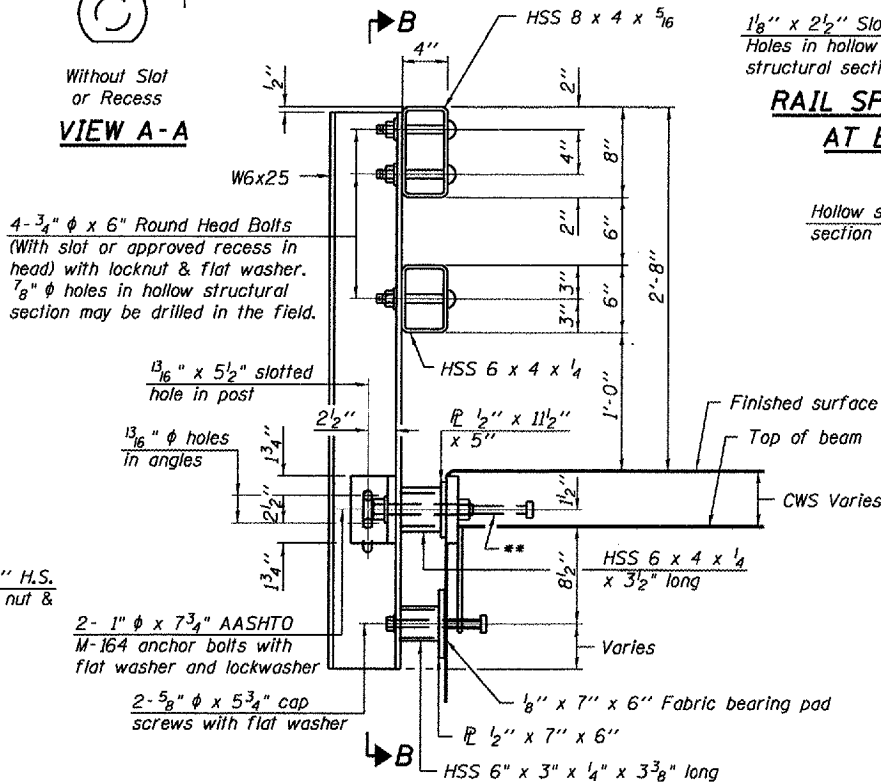 Without Slot
or Recess
VIEW A-A
B
HSS 8 x 4 x 5/16
4"
1/2"
2"
4"
8"
2"
6"
3"
3"
6"
2'-8"
1'-0"
1 1/8" x 2 1/2" Slo
Holes in hollow
structural secti
RAIL SP
AT E
Hollow s
section
W6x25
4- 3/4" ϕ x 6" Round Head Bolts
(With slot or approved recess in
head) with locknut & flat washer.
7/8" ϕ holes in hollow structural
section may be drilled in the field.
HSS 6 x 4 x 1/4
13/16" x 5 1/2" slotted
hole in post
2 1/2"
℄ 1/2" x 11 1/2"
x 5"
Finished surface
Top of beam
13/16" ϕ holes
in angles
1 3/4"
2 1/2"
1 3/4"
1 1/2"
CWS Varies
**
8 1/2"
HSS 6 x 4 x 1/4
x 3 1/2" long
" H.S.
nut &
2- 1" ϕ x 7 3/4" AASHTO
M-164 anchor bolts with
flat washer and lockwasher
Varies
2- 5/8" ϕ x 5 3/4" cap
screws with flat washer
1/8" x 7" x 6" Fabric bearing pad
℄ 1/2" x 7" x 6"
B
HSS 6" x 3" x 1/4" x 3 3/8" long